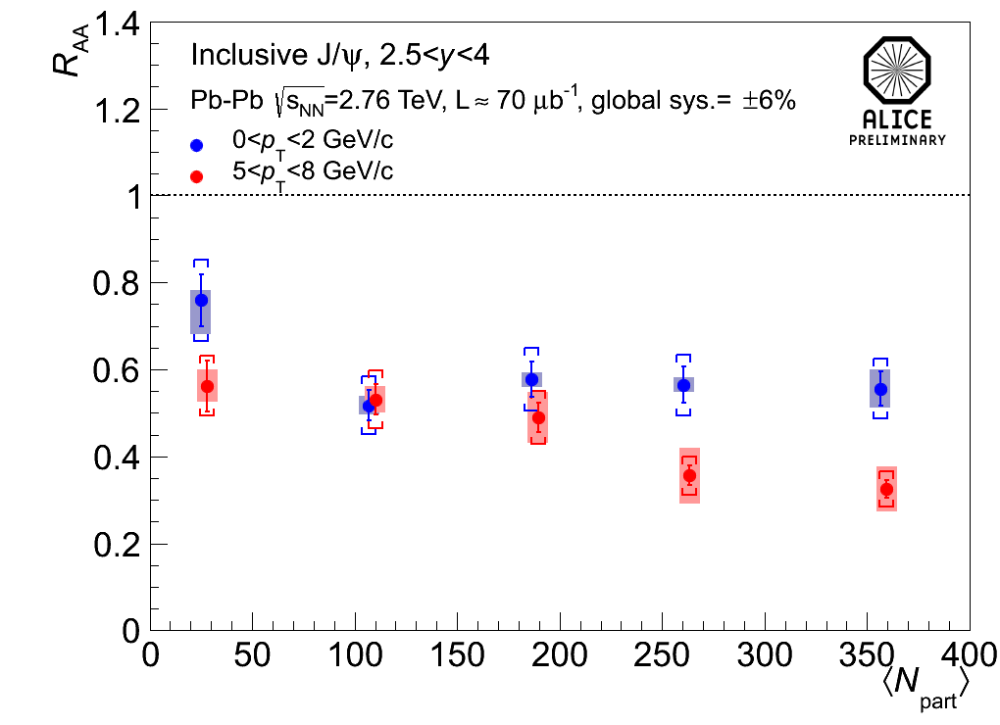 R_AA
1.4
1.2
1
0.8
0.6
0.4
0.2
0
Inclusive J/ψ, 2.5<y<4
Pb-Pb √s_NN=2.76 TeV, L ≈ 70 μb^-1, global sys.= ±6%
0<p_T<2 GeV/c
5<p_T<8 GeV/c
ALICE
PRELIMINARY
0 50 100 150 200 250 300 350 400
⟨N_part⟩